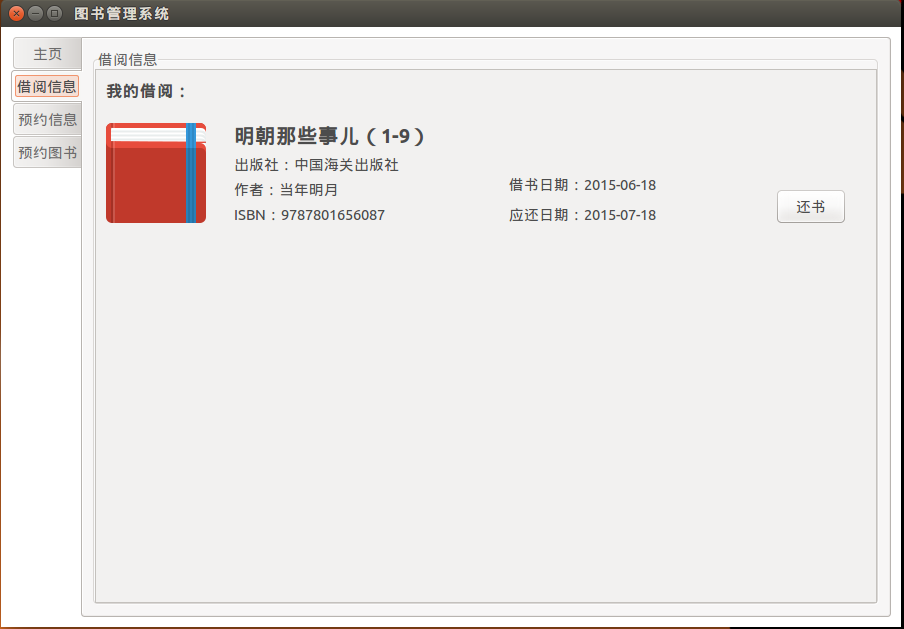 图书管理系统
主页
借阅信息
预约信息
预约图书
借阅信息
我的借阅：
明朝那些事儿（1-9）
出版社：中国海关出版社
作者：当年明月
ISBN：9787801656087
借书日期：2015-06-18
应还日期：2015-07-18
还书